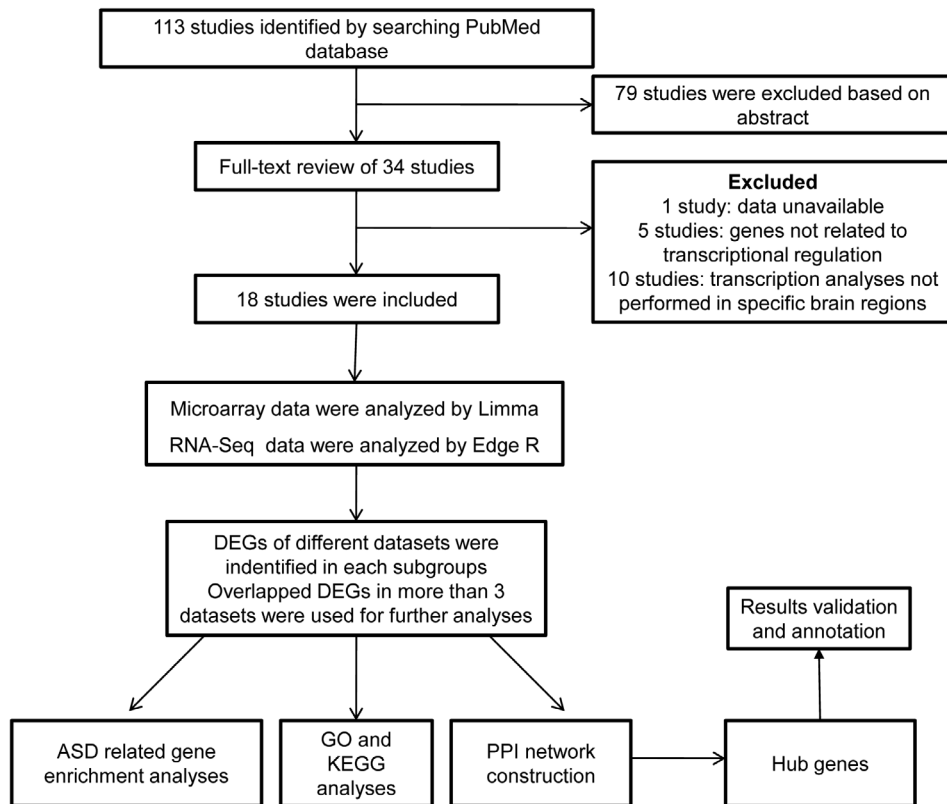 113 studies identified by searching PubMed
database
79 studies were excluded based on
abstract
Full-text review of 34 studies
Excluded
1 study: data unavailable
5 studies: genes not related to
transcriptional regulation
10 studies: transcription analyses not
performed in specific brain regions
18 studies were included
Microarray data were analyzed by Limma
RNA-Seq data were analyzed by Edge R
DEGs of different datasets were
indentified in each subgroups
Overlapped DEGs in more than 3
datasets were used for further analyses
Results validation
and annotation
ASD related gene
enrichment analyses
GO and
KEGG
analyses
PPI network
construction
Hub genes